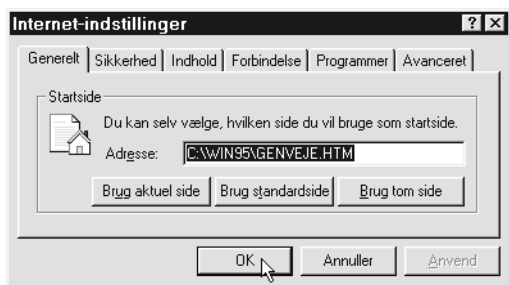 Internet-indstillinger
Generelt Sikkerhed Indhold Forbindelse Programmer Avanceret
Startside
Du kan selv vælge, hvilken side du vil bruge som startside.
Adresse: C:\WIN95\GENVEJE.HTM
Brug aktuel side Brug standardside Brug tom side
OK Annuller Anvend